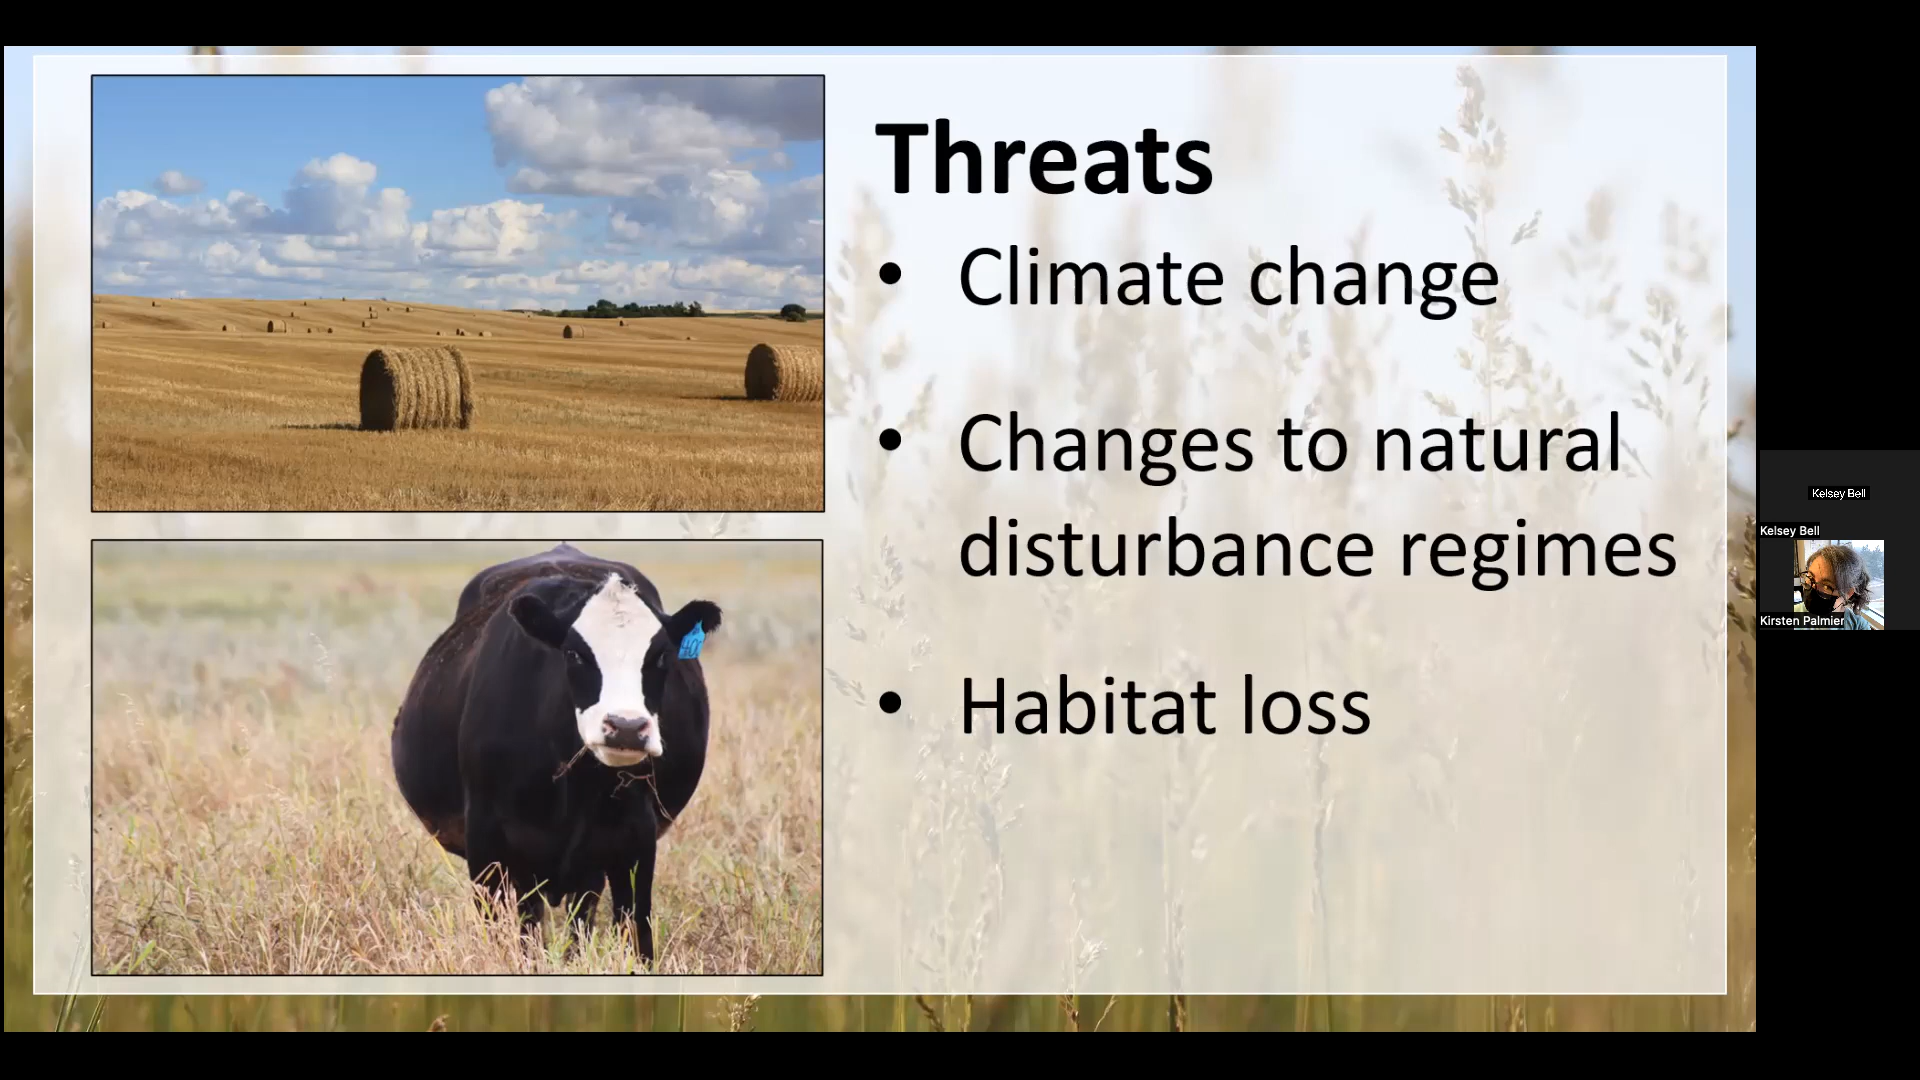 Threats
• Climate change
• Changes to natural
disturbance regimes
• Habitat loss
Kelsey Bell
Kelsey Bell
Kirsten Palmier